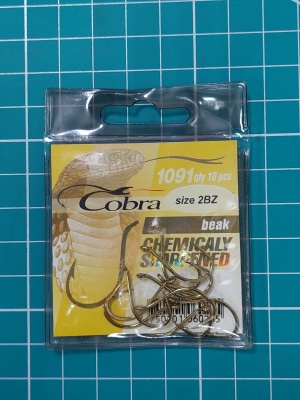 1091 qty 10 pcs
Cobra
size 2BZ
beak
CHEMICALY
SHARPENED